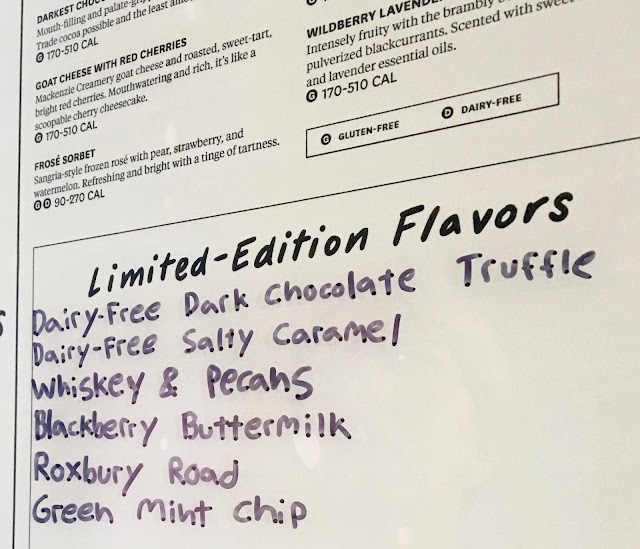 DARKEST CHOC
Mouth-filling and palate-
Trade cocoa possible and the least
G 170-510 CAL
GOAT CHEESE WITH RED CHERRIES
Mackenzie Creamery goat cheese and roasted, sweet-tart,
bright red cherries. Mouthwatering and rich, it's like a
scoopable cherry cheesecake.
G 170-510 CAL
FROSÉ SORBET
Sangria-style frozen rosé with pear, strawberry, and
watermelon. Refreshing and bright with a tinge of tartness.
G D 90-270 CAL
WILDBERRY LAVENDER
Intensely fruity with the brambly
pulverized blackcurrants. Scented with sweet
and lavender essential oils.
G 170-510 CAL
G GLUTEN-FREE D DAIRY-FREE
Limited-Edition Flavors
Dairy-Free Dark Chocolate Truffle
Dairy-Free Salty Caramel
Whiskey & Pecans
Blackberry Buttermilk
Roxbury Road
Green Mint Chip